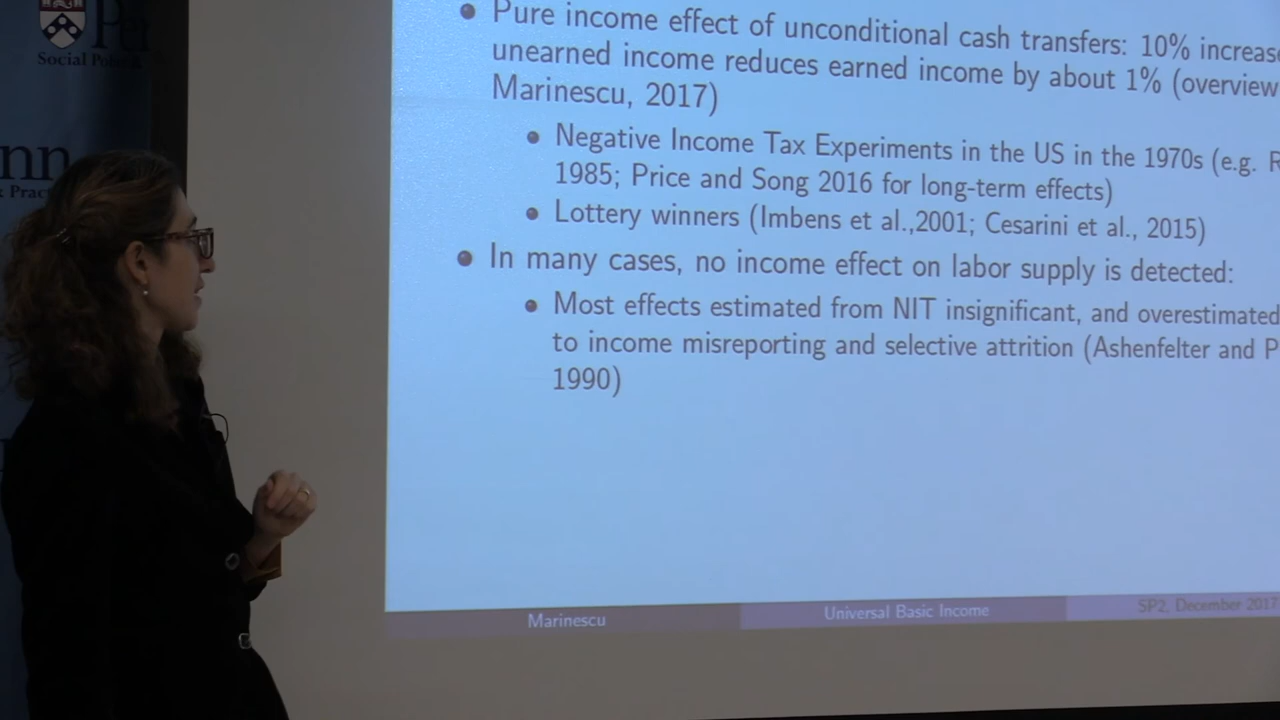 Social Pol
nn
Pract
Pure income effect of unconditional cash transfers: 10% increase
unearned income reduces earned income by about 1% (overview
Marinescu, 2017)
Negative Income Tax Experiments in the US in the 1970s (e.g. R
1985; Price and Song 2016 for long-term effects)
Lottery winners (Imbens et al.,2001; Cesarini et al., 2015)
In many cases, no income effect on labor supply is detected:
Most effects estimated from NIT insignificant, and overestimated
to income misreporting and selective attrition (Ashenfelter and P
1990)
Marinescu
Universal Basic Income
SP2, December 2017